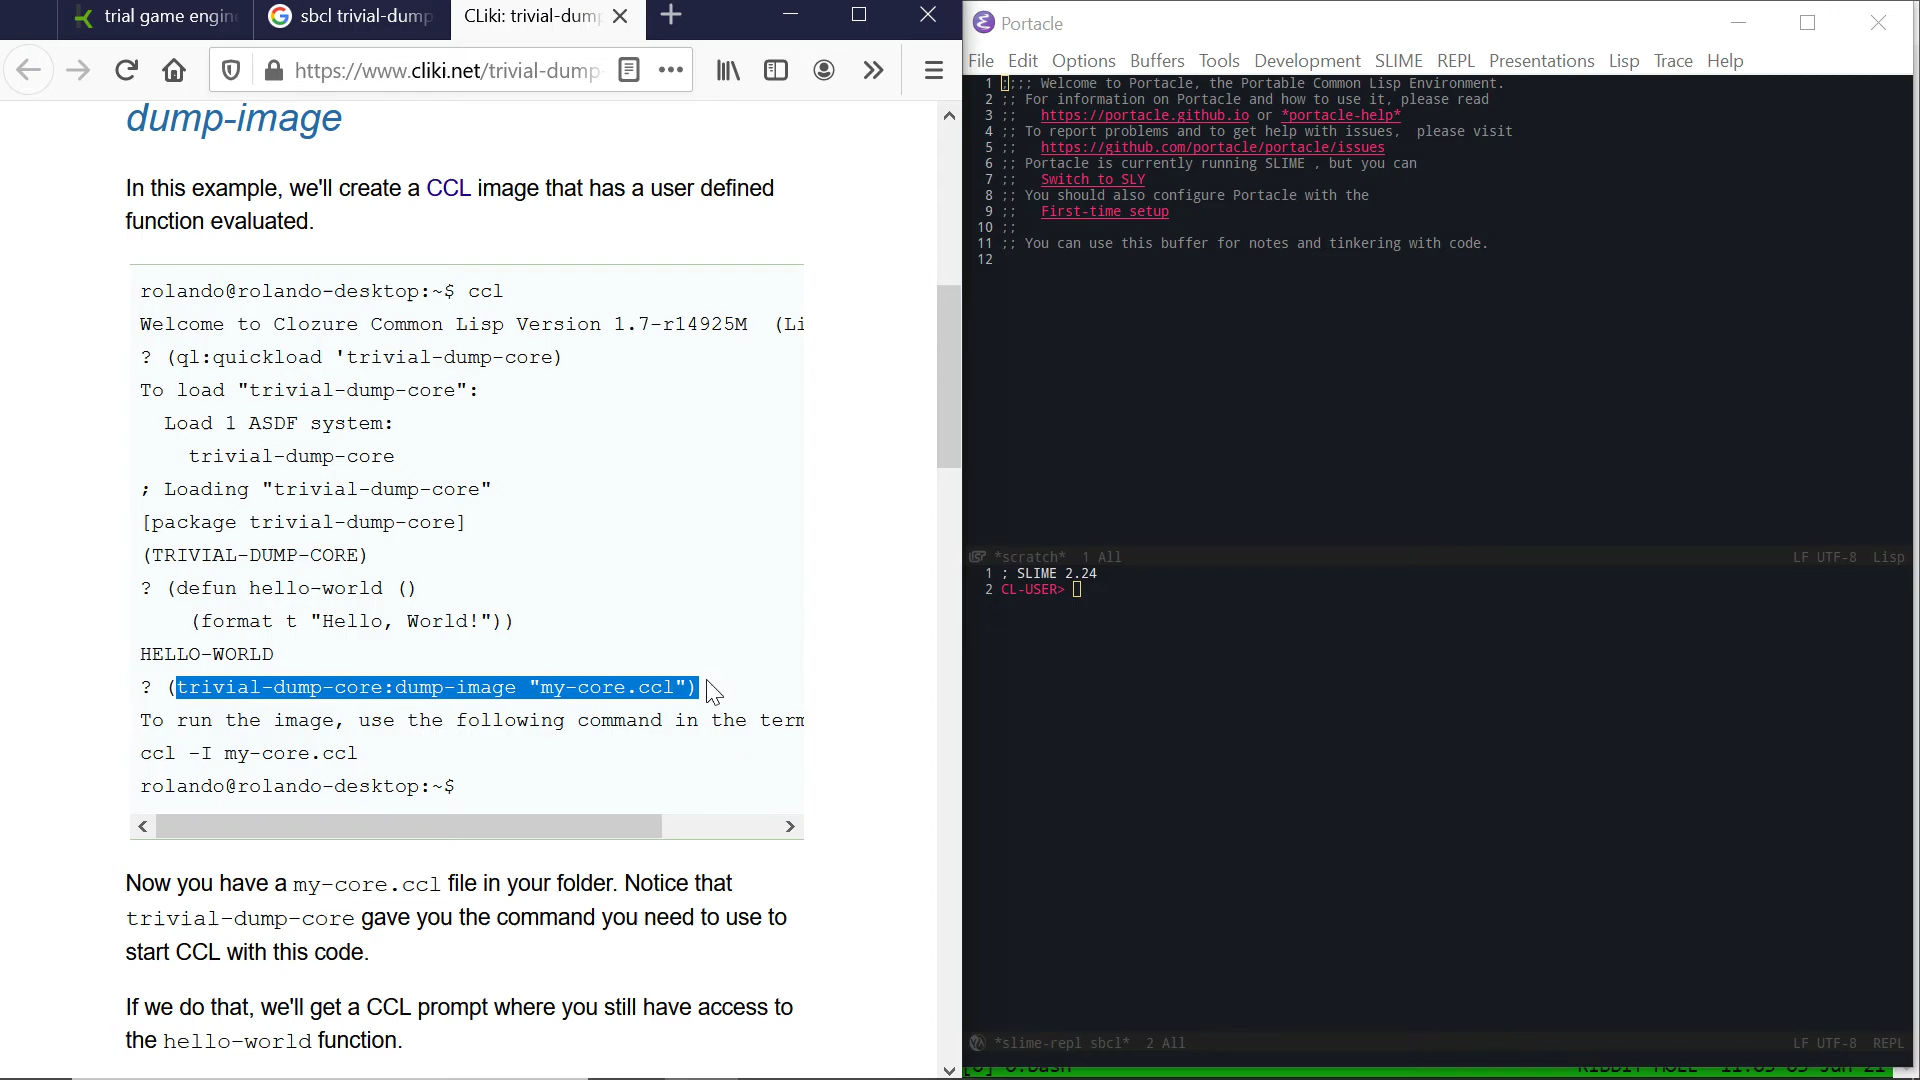 trial game engin
sbcl trivial-dump
CLiki: trivial-dump
https://www.cliki.net/trivial-dump-
dump-image
In this example, we'll create a CCL image that has a user defined
function evaluated.
rolando@rolando-desktop:~$ ccl
Welcome to Clozure Common Lisp Version 1.7-r14925M  (Li
? (ql:quickload 'trivial-dump-core)
To load "trivial-dump-core":
Load 1 ASDF system:
trivial-dump-core
; Loading "trivial-dump-core"
[package trivial-dump-core]
(TRIVIAL-DUMP-CORE)
? (defun hello-world ()
(format t "Hello, World!"))
HELLO-WORLD
? (trivial-dump-core:dump-image "my-core.ccl")
To run the image, use the following command in the term
ccl -I my-core.ccl
rolando@rolando-desktop:~$
Now you have a my-core.ccl file in your folder. Notice that
trivial-dump-core gave you the command you need to use to
start CCL with this code.
If we do that, we'll get a CCL prompt where you still have access to
the hello-world function.
Portacle
File Edit Options Buffers Tools Development SLIME REPL Presentations Lisp Trace Help
1 ;;;; Welcome to Portacle, the Portable Common Lisp Environment.
2 ;; For information on Portacle and how to use it, please read
3 ;; https://portacle.github.io or *portacle-help*
4 ;; To report problems and to get help with issues,  please visit
5 ;; https://github.com/portacle/portacle/issues
6 ;; Portacle is currently running SLIME , but you can
7 ;; Switch to SLY
8 ;; You should also configure Portacle with the
9 ;; First-time setup
10 ;;
11 ;; You can use this buffer for notes and tinkering with code.
12
*scratch* 1 All LF UTF-8 Lisp
1 ; SLIME 2.24
2 CL-USER>
*slime-repl sbcl* 2 All LF UTF-8 REPL